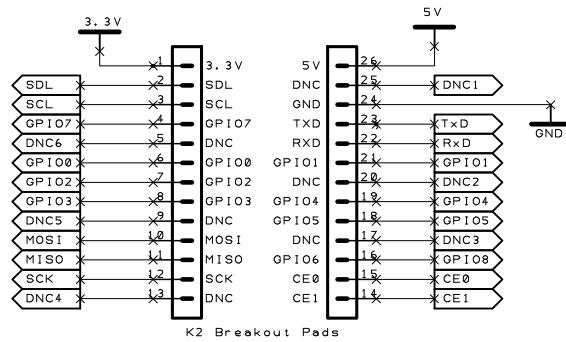 3.3V 5V
1 3.3V 5V 26
SDL 2 SDL DNC 25 DNC1
SCL 3 SCL GND 24
GND
GPIO7 4 GPIO7 TXD 23 TxD
DNC6 5 DNC RXD 22 RxD
GPIO0 6 GPIO0 GPIO1 21 GPIO1
GPIO2 7 GPIO2 DNC 20 DNC2
GPIO3 8 GPIO3 GPIO4 19 GPIO4
DNC5 9 DNC GPIO5 18 GPIO5
MOSI 10 MOSI DNC 17 DNC3
MISO 11 MISO GPIO6 16 GPIO8
SCK 12 SCK CE0 15 CE0
DNC4 13 DNC CE1 14 CE1
K2 Breakout Pads